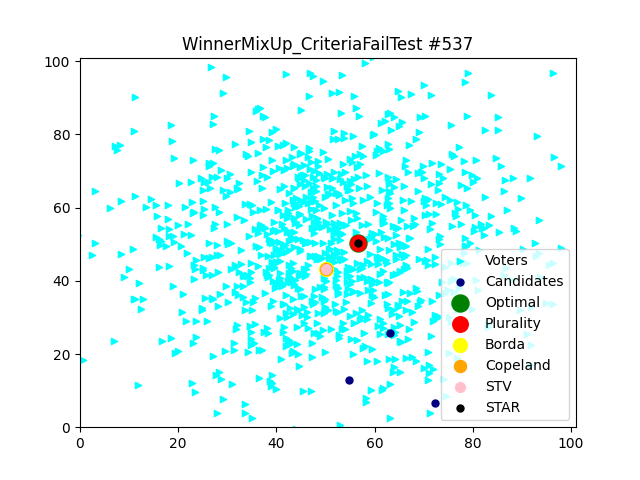 WinnerMixUp_CriteriaFailTest #537
100
80
60
40
20
0
0
20
40
60
80
100
Voters
Candidates
Optimal
Plurality
Borda
Copeland
STV
STAR